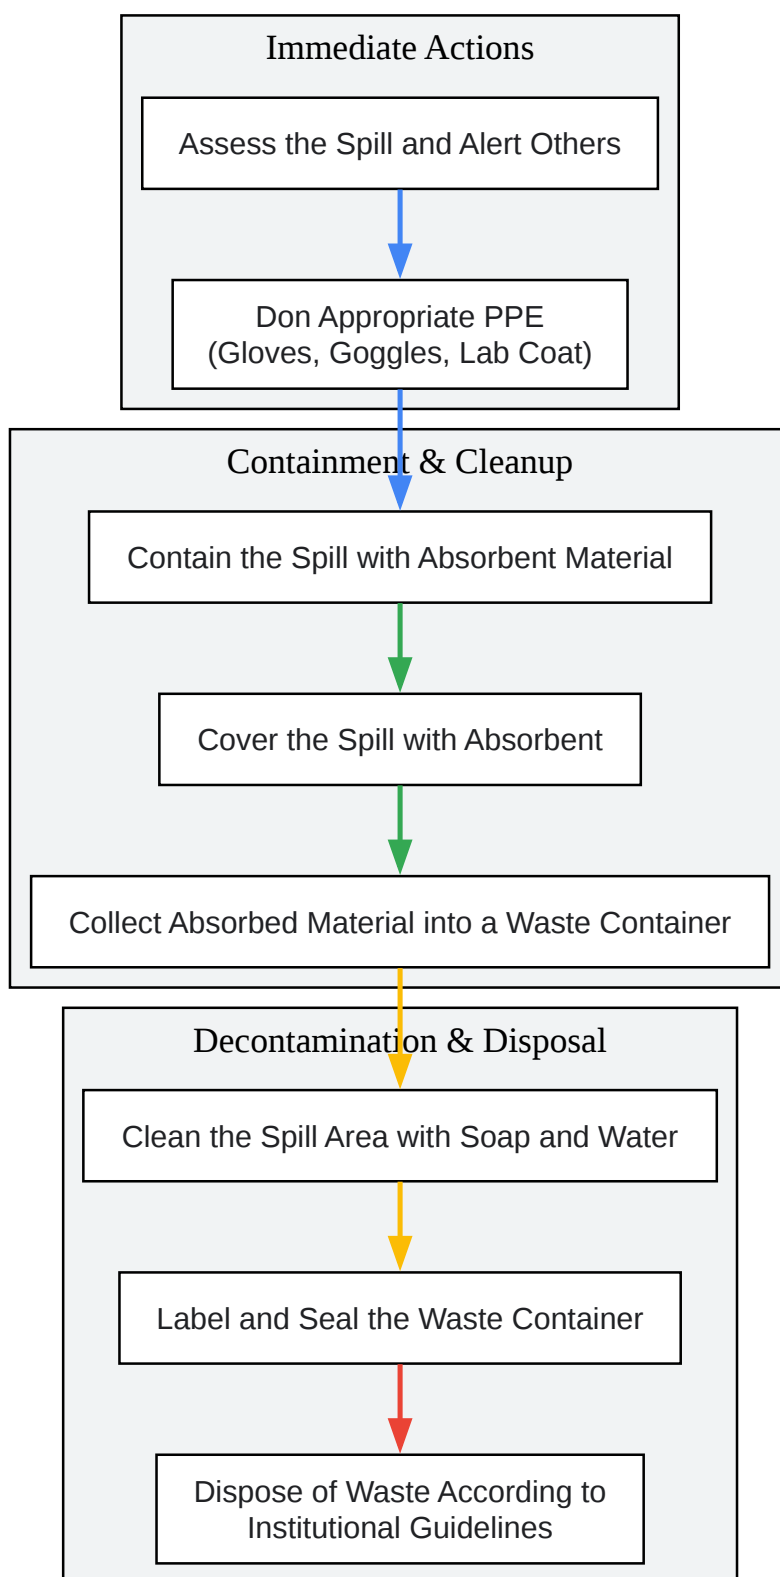 Immediate Actions
Assess the Spill and Alert Others
Don Appropriate PPE
(Gloves, Goggles, Lab Coat)
Containment & Cleanup
Contain the Spill with Absorbent Material
Cover the Spill with Absorbent
Collect Absorbed Material into a Waste Container
Decontamination & Disposal
Clean the Spill Area with Soap and Water
Label and Seal the Waste Container
Dispose of Waste According to
Institutional Guidelines